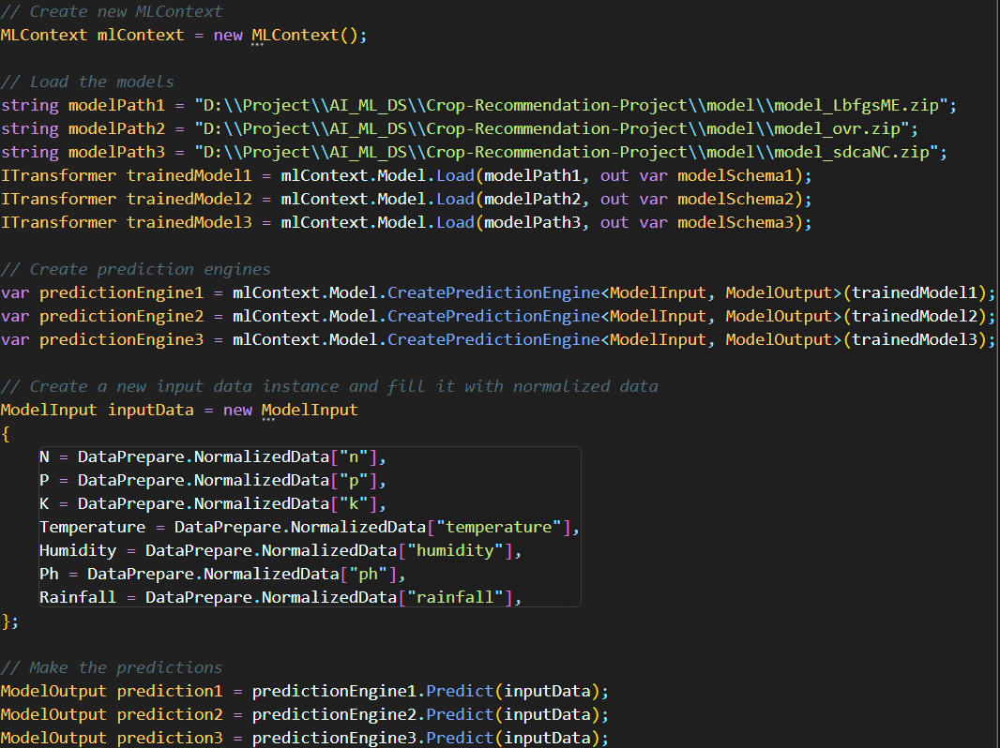 // Create new MLContext
MLContext mlContext = new MLContext();
// Load the models
string modelPath1 = "D:\\Project\\AI_ML_DS\\Crop-Recommendation-Project\\model\\model_LbfgsME.zip";
string modelPath2 = "D:\\Project\\AI_ML_DS\\Crop-Recommendation-Project\\model\\model_ovr.zip";
string modelPath3 = "D:\\Project\\AI_ML_DS\\Crop-Recommendation-Project\\model\\model_sdcaNC.zip";
ITransformer trainedModel1 = mlContext.Model.Load(modelPath1, out var modelSchema1);
ITransformer trainedModel2 = mlContext.Model.Load(modelPath2, out var modelSchema2);
ITransformer trainedModel3 = mlContext.Model.Load(modelPath3, out var modelSchema3);
// Create prediction engines
var predictionEngine1 = mlContext.Model.CreatePredictionEngine<ModelInput, ModelOutput>(trainedModel1);
var predictionEngine2 = mlContext.Model.CreatePredictionEngine<ModelInput, ModelOutput>(trainedModel2);
var predictionEngine3 = mlContext.Model.CreatePredictionEngine<ModelInput, ModelOutput>(trainedModel3);
// Create a new input data instance and fill it with normalized data
ModelInput inputData = new ModelInput
{
    N = DataPrepare.NormalizedData["n"],
    P = DataPrepare.NormalizedData["p"],
    K = DataPrepare.NormalizedData["k"],
    Temperature = DataPrepare.NormalizedData["temperature"],
    Humidity = DataPrepare.NormalizedData["humidity"],
    Ph = DataPrepare.NormalizedData["ph"],
    Rainfall = DataPrepare.NormalizedData["rainfall"],
};
// Make the predictions
ModelOutput prediction1 = predictionEngine1.Predict(inputData);
ModelOutput prediction2 = predictionEngine2.Predict(inputData);
ModelOutput prediction3 = predictionEngine3.Predict(inputData);